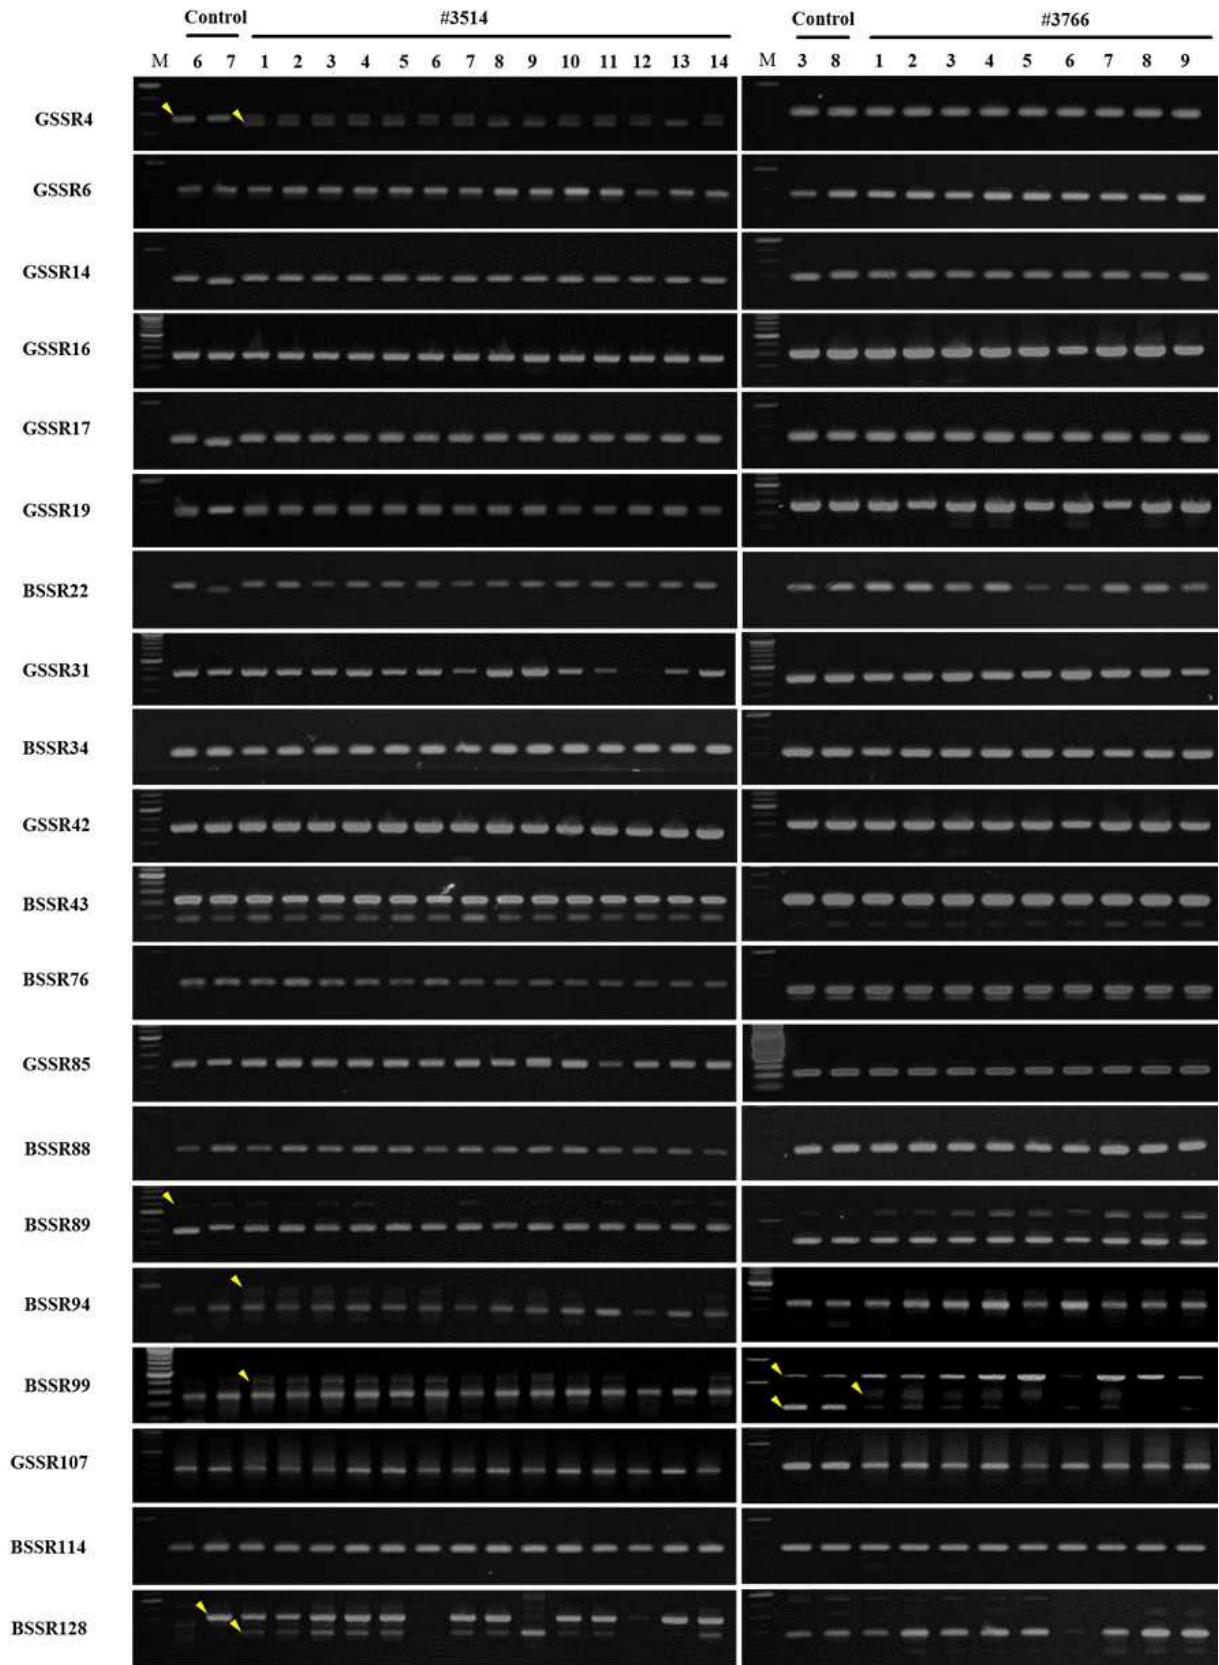 Control #3514 Control #3766
M 6 7 1 2 3 4 5 6 7 8 9 10 11 12 13 14 M 3 8 1 2 3 4 5 6 7 8 9
GSSR4
GSSR6
GSSR14
GSSR16
GSSR17
GSSR19
BSSR22
GSSR31
BSSR34
GSSR42
BSSR43
BSSR76
GSSR85
BSSR88
BSSR89
BSSR94
BSSR99
GSSR107
BSSR114
BSSR128